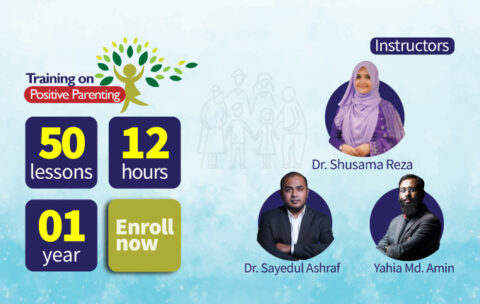 Training on
Positive Parenting
50
lessons
12
hours
01
year
Enroll
now
Instructors
Dr. Shusama Reza
Dr. Sayedul Ashraf
Yahia Md. Amin